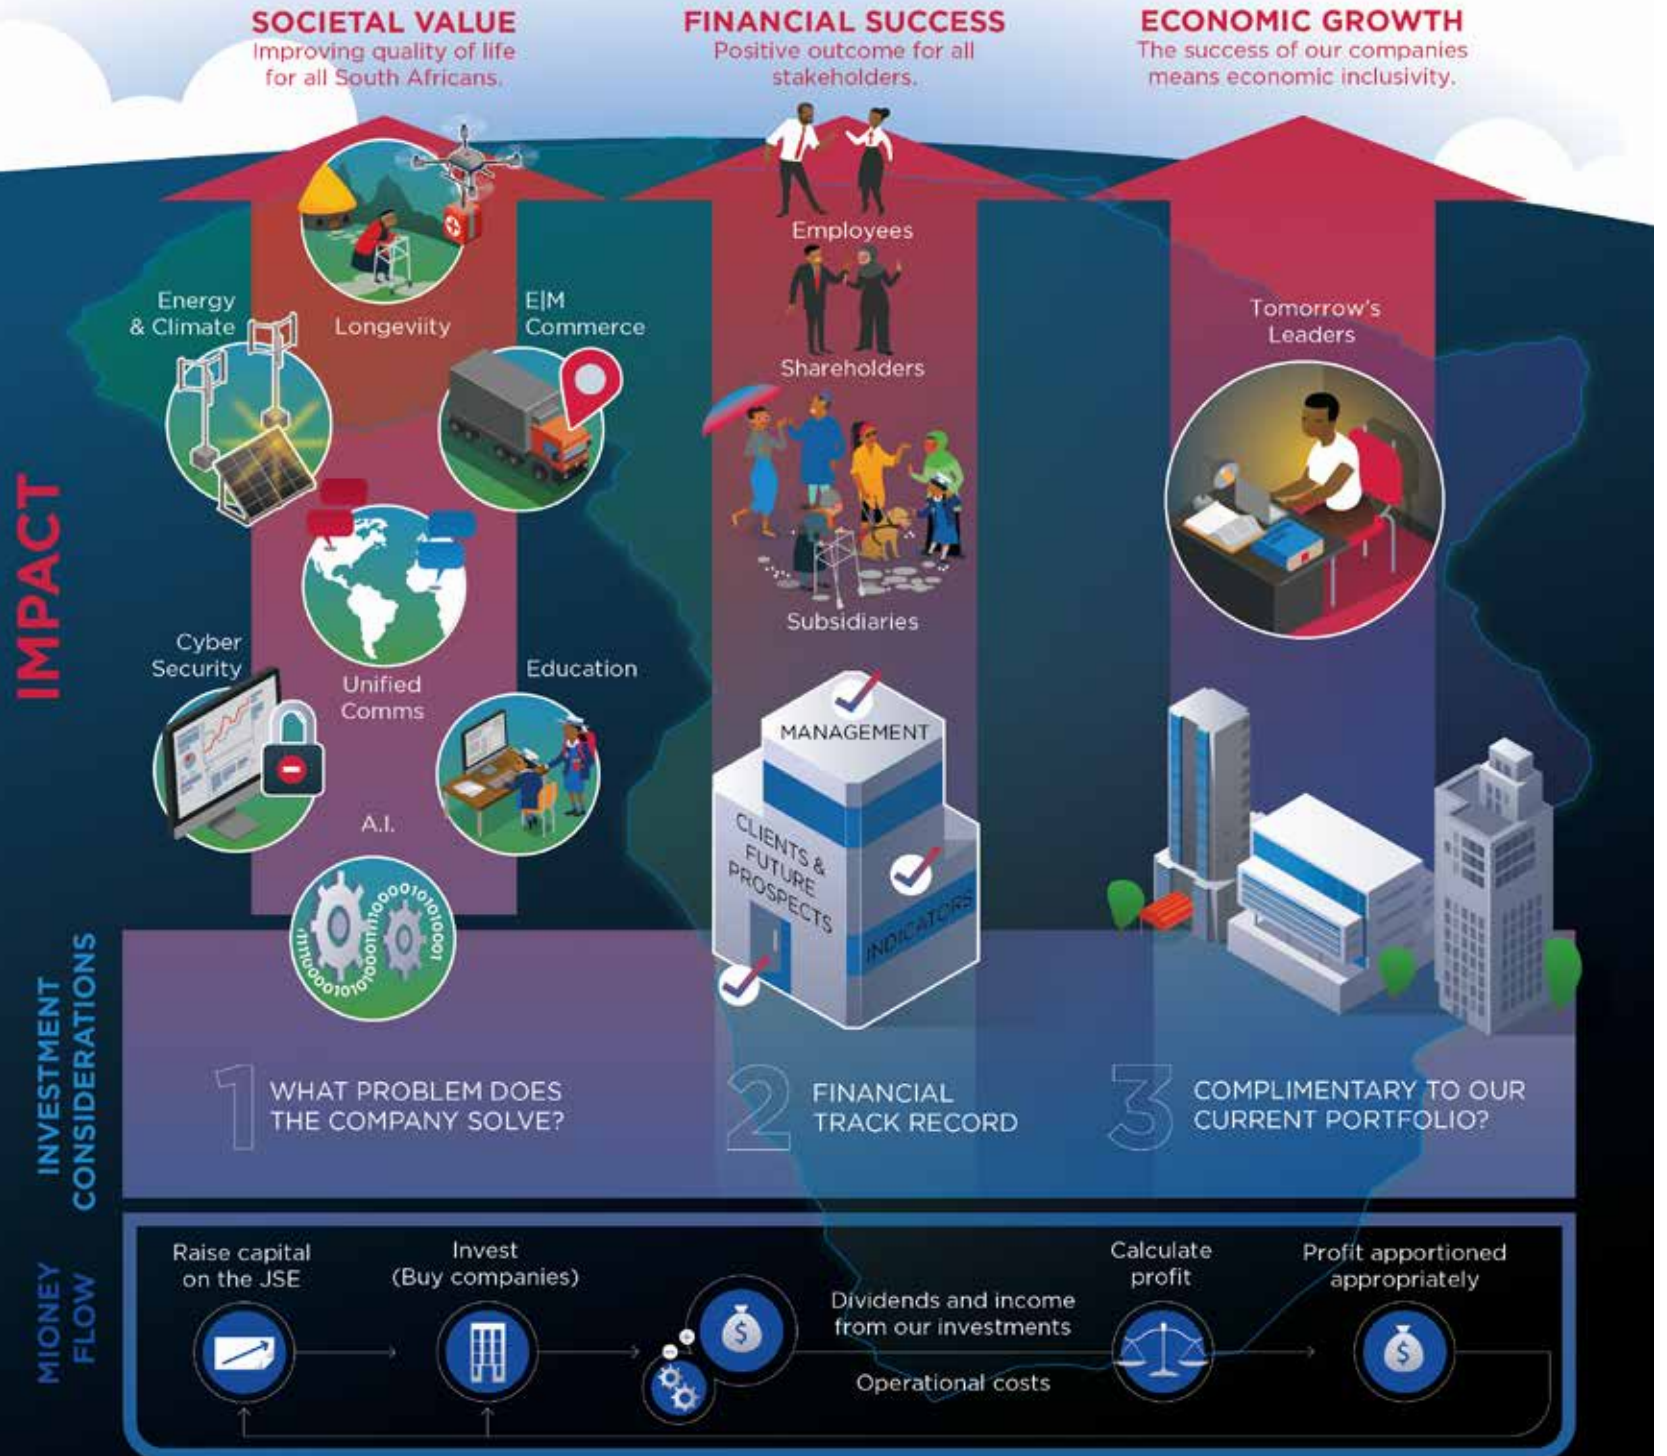 SOCIETAL VALUE
Improving quality of life
for all South Africans.
FINANCIAL SUCCESS
Positive outcome for all
stakeholders.
ECONOMIC GROWTH
The success of our companies
means economic inclusivity.
IMPACT
Longeviity
Energy
& Climate
E|M
Commerce
Unified
Comms
Cyber
Security
Education
A.I.
Employees
Shareholders
Subsidiaries
MANAGEMENT
CLIENTS &
FUTURE
PROSPECTS
INDICATORS
Tomorrow's
Leaders
INVESTMENT
CONSIDERATIONS
1
WHAT PROBLEM DOES
THE COMPANY SOLVE?
2
FINANCIAL
TRACK RECORD
3
COMPLIMENTARY TO OUR
CURRENT PORTFOLIO?
MONEY
FLOW
Raise capital
on the JSE
Invest
(Buy companies)
$
Dividends and income
from our investments
Operational costs
Calculate
profit
Profit apportioned
appropriately
$